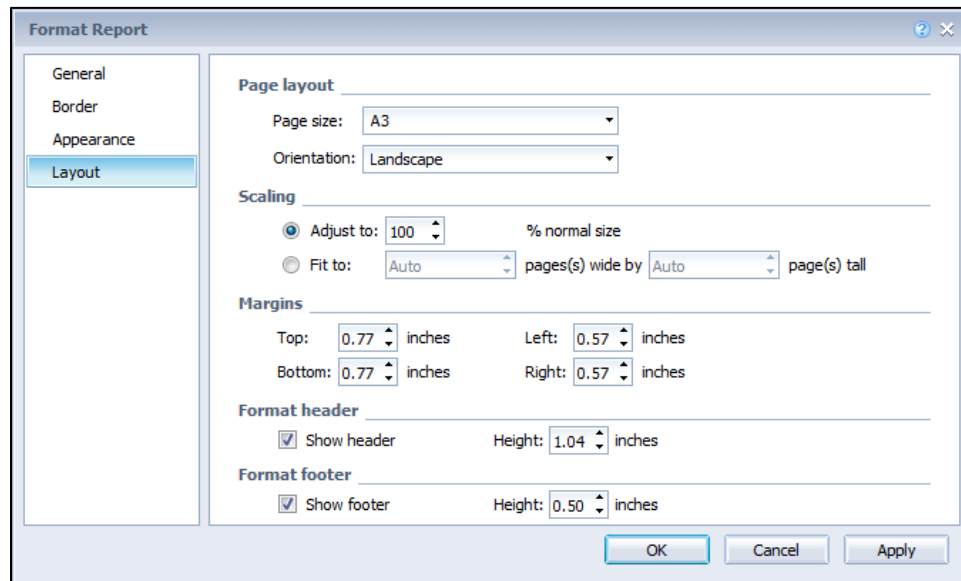 Format Report
General
Border
Appearance
Layout
Page layout
Page size: A3
Orientation: Landscape
Scaling
Adjust to: 100 % normal size
Fit to: Auto pages(s) wide by Auto page(s) tall
Margins
Top: 0.77 inches Left: 0.57 inches
Bottom: 0.77 inches Right: 0.57 inches
Format header
Show header Height: 1.04 inches
Format footer
Show footer Height: 0.50 inches
OK Cancel Apply